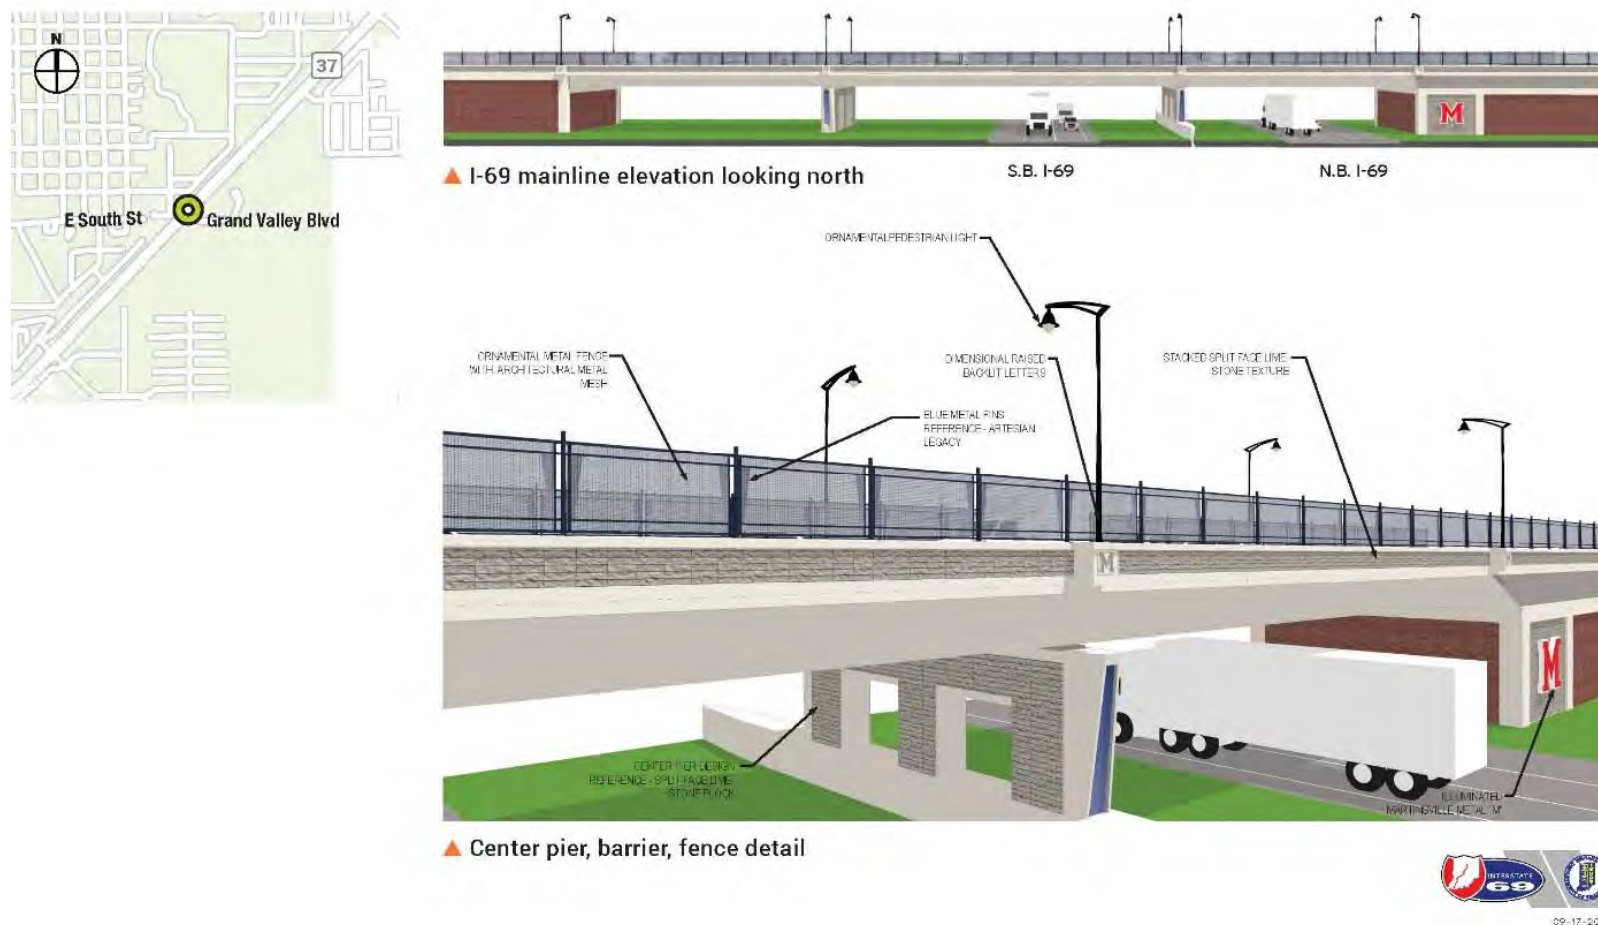 N
37
E South St
Grand Valley Blvd
I-69 mainline elevation looking north
S.B. I-69
N.B. I-69
M
ORNAMENTAL PEDESTRIAN LIGHT
ORNAMENTAL METAL FENCE
WITH ARCHITECTURAL METAL
MESH
DIMENSIONAL RAISED
BACKLIT LETTERS
STACKED SPLIT FACE LIME
STONE TEXTURE
BLUE METAL FINS
REFERENCE - ARTESIAN
LEGACY
M
M
CENTER PIER DESIGN
REFERENCE - SPLIT FACE LIME
STONE BLOCK
ILLUMINATED
MARTINSVILLE METAL "M"
Center pier, barrier, fence detail
INTERSTATE
69
09-17-20